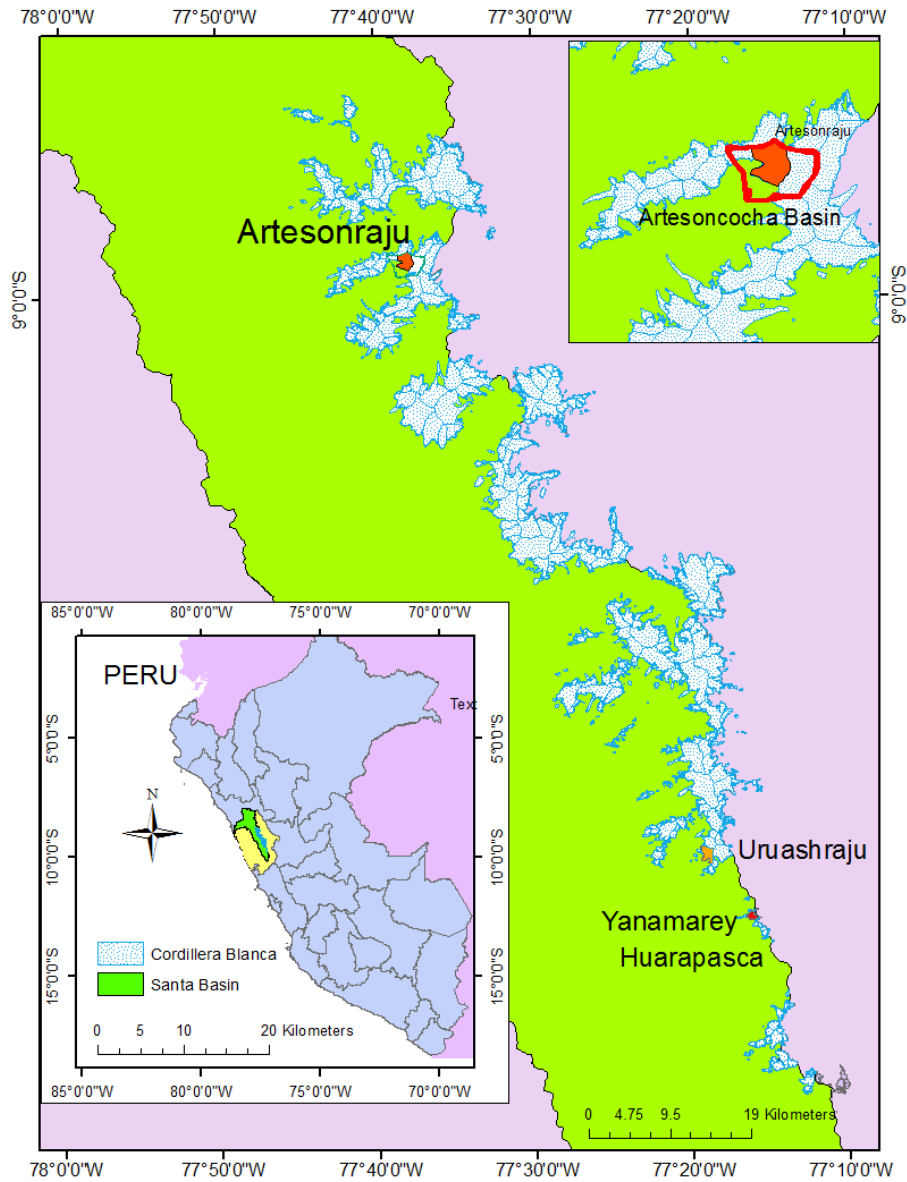 78°0'0"W 77°50'0"W 77°40'0"W 77°30'0"W 77°20'0"W 77°10'0"W
Artesonraju
Artesoncocha Basin
9°0'0"S
Artesonraju
9°0'0"S
85°0'0"W 80°0'0"W 75°0'0"W 70°0'0"W
PERU
Text
5°0'0"S
5°0'0"S
N
10°0'0"S
10°0'0"S
Cordillera Blanca
Santa Basin
15°0'0"S
15°0'0"S
0 5 10 20 Kilometers
85°0'0"W 80°0'0"W 75°0'0"W 70°0'0"W
Uruashraju
Yanamarey
Huarapasca
0 4.75 9.5 19 Kilometers
78°0'0"W 77°50'0"W 77°40'0"W 77°30'0"W 77°20'0"W 77°10'0"W